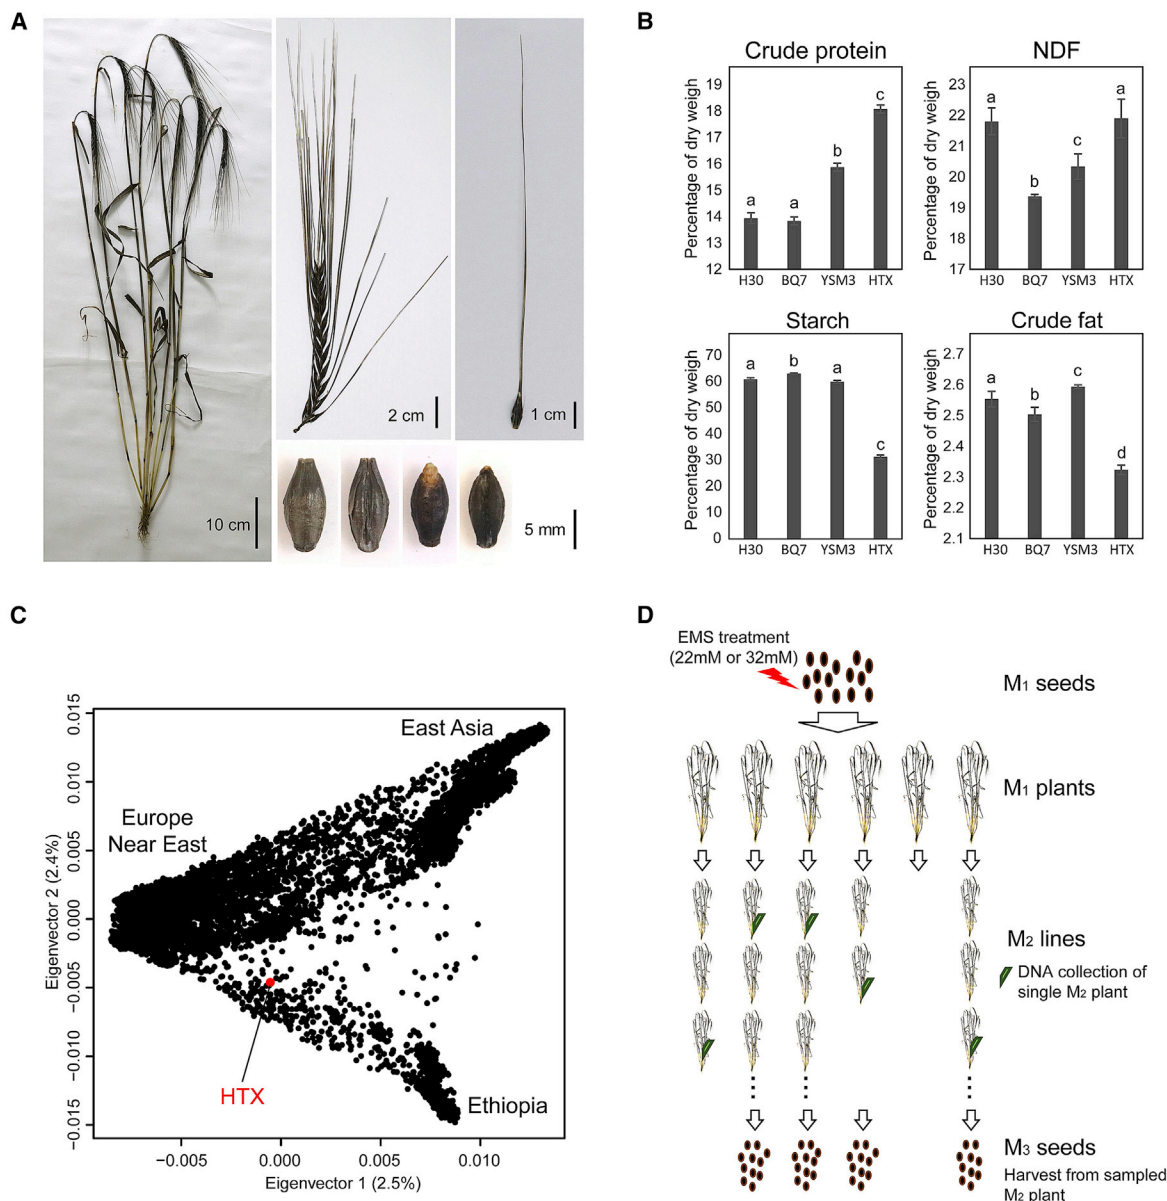 A
10 cm
2 cm
1 cm
5 mm
B
Crude protein
Percentage of dry weigh
19
18
17
16
15
14
13
12
a
a
b
c
H30
BQ7
YSM3
HTX
NDF
Percentage of dry weigh
23
22
21
20
19
18
17
a
b
c
a
H30
BQ7
YSM3
HTX
Starch
Percentage of dry weigh
70
60
50
40
30
20
10
0
a
b
a
c
H30
BQ7
YSM3
HTX
Crude fat
Percentage of dry weigh
2.7
2.6
2.5
2.3
2.2
2.1
a
b
c
d
H30
BQ7
YSM3
HTX
C
Eigenvector 2 (2.4%)
0.015
0.010
0.005
0.000
−0.005
−0.010
−0.015
East Asia
Europe
Near East
HTX
Ethiopia
−0.005
0.000
0.005
0.010
Eigenvector 1 (2.5%)
D
EMS treatment
(22mM or 32mM)
M1 seeds
M1 plants
M2 lines
DNA collection of
single M2 plant
M3 seeds
Harvest from sampled
M2 plant